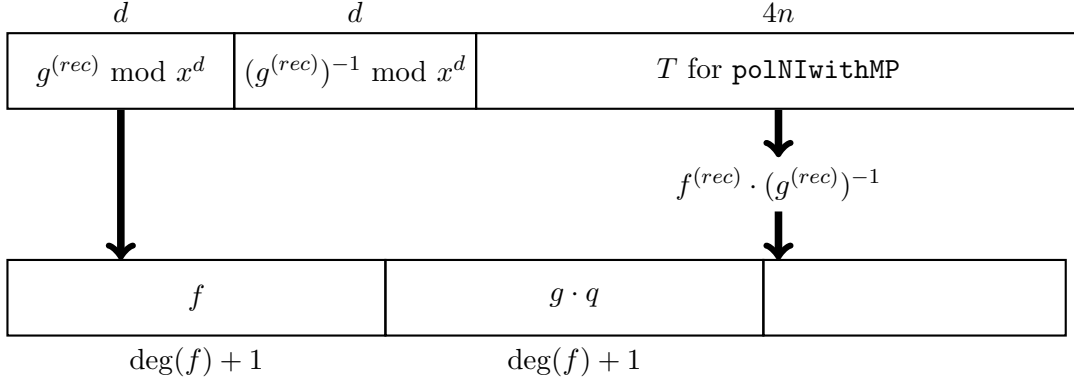 d d 4n
g^{(rec)} mod x^d (g^{(rec)})^{-1} mod x^d T for polNIwithMP
f^{(rec)} · (g^{(rec)})^{-1}
f g · q
deg(f) + 1 deg(f) + 1